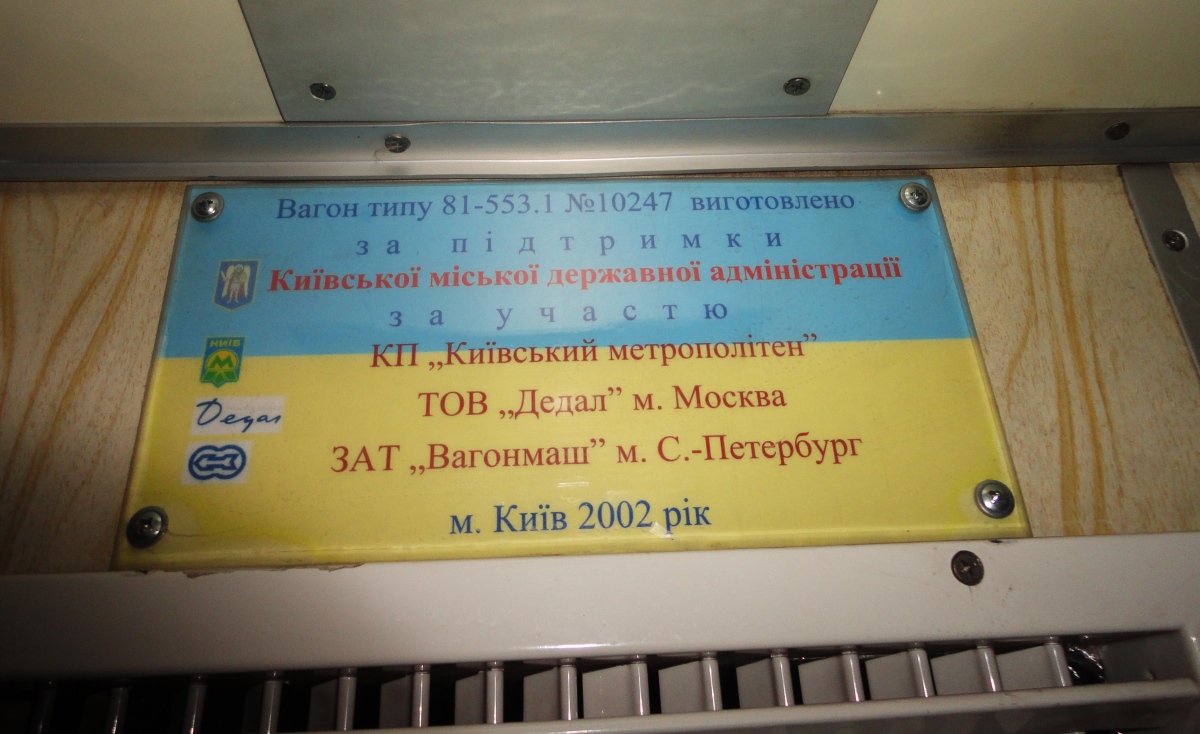 Вагон типу 81-553.1 №10247 виготовлено
за підтримки
Київської міської державної адміністрації
за участю
КИЇВ
М
КП „Київський метрополітен”
ТОВ „Дедал” м. Москва
Дедал
ЗАТ „Вагонмаш” м. С.-Петербург
м. Київ 2002 рік